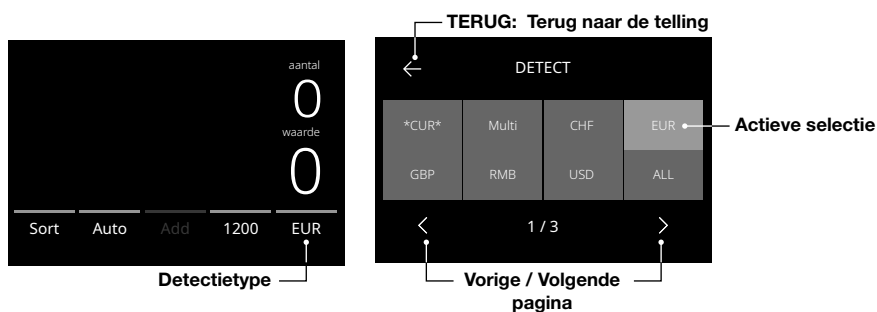 TERUG: Terug naar de telling
aantal
0
waarde
0
Sort Auto Add 1200 EUR
Detectietype
DETECT
*CUR* Multi CHF EUR
GBP RMB USD ALL
1 / 3
Actieve selectie
Vorige / Volgende
pagina